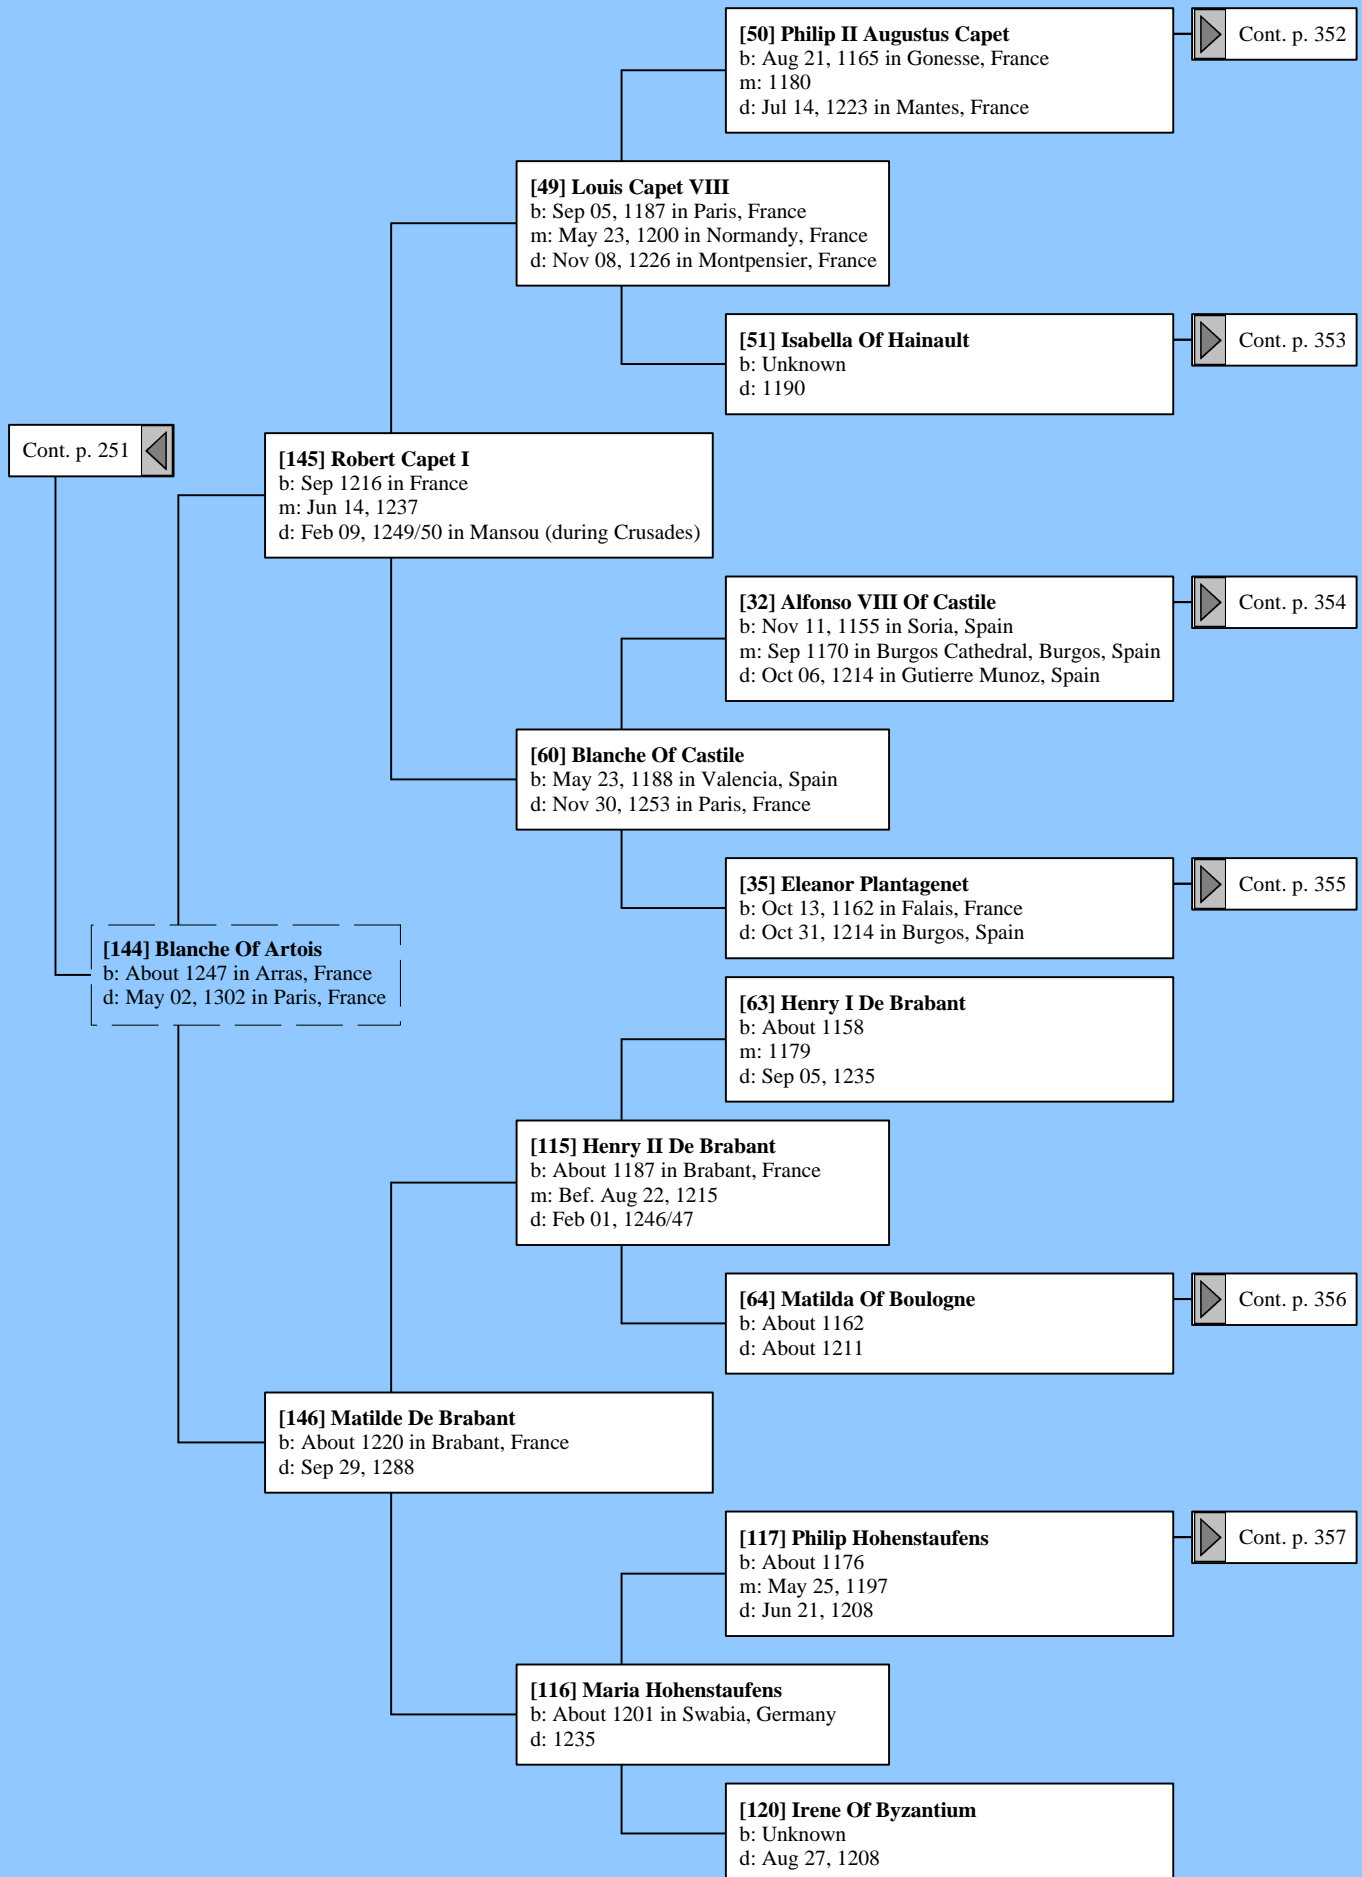 [50] Philip II Augustus Capet
b: Aug 21, 1165 in Gonesse, France
m: 1180
d: Jul 14, 1223 in Mantes, France
Cont. p. 352
[49] Louis Capet VIII
b: Sep 05, 1187 in Paris, France
m: May 23, 1200 in Normandy, France
d: Nov 08, 1226 in Montpensier, France
[51] Isabella Of Hainault
b: Unknown
d: 1190
Cont. p. 353
Cont. p. 251
[145] Robert Capet I
b: Sep 1216 in France
m: Jun 14, 1237
d: Feb 09, 1249/50 in Mansou (during Crusades)
[32] Alfonso VIII Of Castile
b: Nov 11, 1155 in Soria, Spain
m: Sep 1170 in Burgos Cathedral, Burgos, Spain
d: Oct 06, 1214 in Gutierre Munoz, Spain
Cont. p. 354
[60] Blanche Of Castile
b: May 23, 1188 in Valencia, Spain
d: Nov 30, 1253 in Paris, France
[35] Eleanor Plantagenet
b: Oct 13, 1162 in Falais, France
d: Oct 31, 1214 in Burgos, Spain
Cont. p. 355
[144] Blanche Of Artois
b: About 1247 in Arras, France
d: May 02, 1302 in Paris, France
[63] Henry I De Brabant
b: About 1158
m: 1179
d: Sep 05, 1235
[115] Henry II De Brabant
b: About 1187 in Brabant, France
m: Bef. Aug 22, 1215
d: Feb 01, 1246/47
[64] Matilda Of Boulogne
b: About 1162
d: About 1211
Cont. p. 356
[146] Matilde De Brabant
b: About 1220 in Brabant, France
d: Sep 29, 1288
[117] Philip Hohenstaufens
b: About 1176
m: May 25, 1197
d: Jun 21, 1208
Cont. p. 357
[116] Maria Hohenstaufens
b: About 1201 in Swabia, Germany
d: 1235
[120] Irene Of Byzantium
b: Unknown
d: Aug 27, 1208